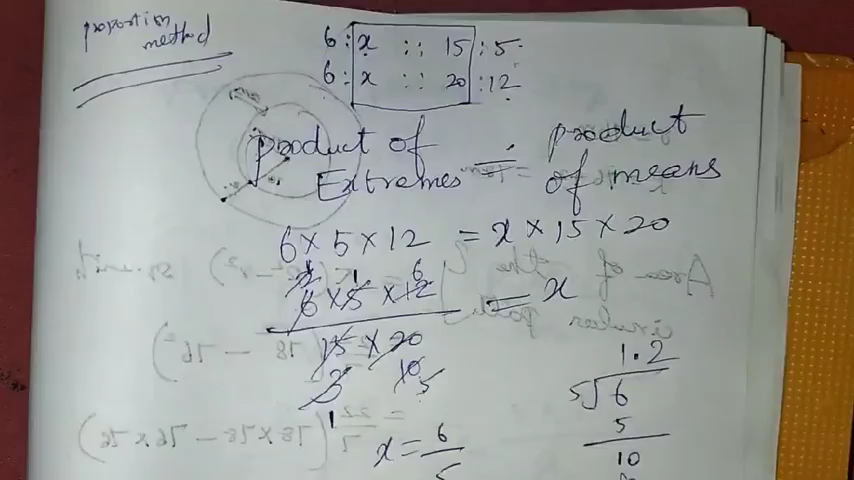 proportion
method
6 : x :: 15 : 5
6 : x :: 20 : 12
product of
Extremes = product
of means
6 × 5 × 12 = x × 15 × 20
6 × 5 × 12 = x
15 × 20
x = 6
5
1.2
5 6
5
10